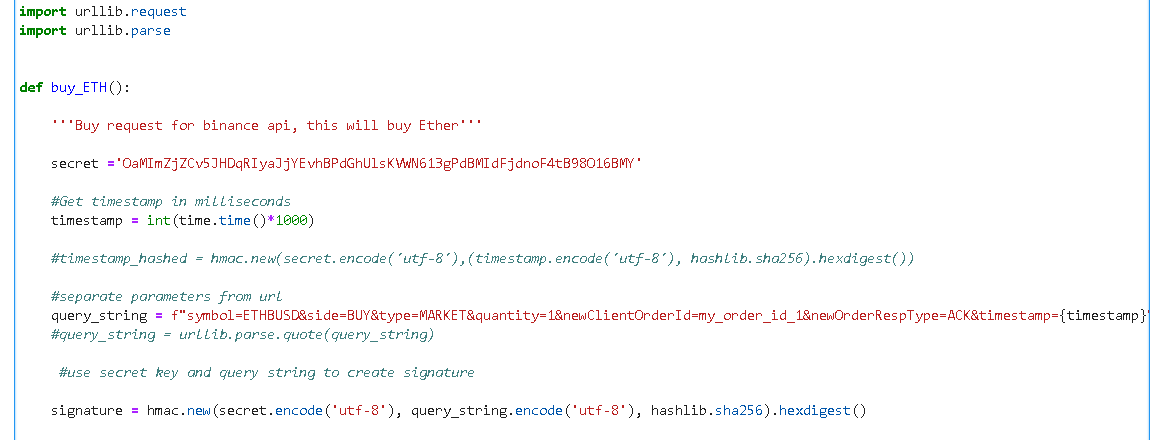 import urllib.request
import urllib.parse
def buy_ETH():
'''Buy request for binance api, this will buy Ether'''
secret =
#Get timestamp in milliseconds
timestamp = int(time.time()*1000)
#timestamp_hashed = hmac.new(secret.encode('utf-8'),(timestamp.encode('utf-8'), hashlib.sha256).hexdigest())
#separate parameters from url
query_string = f"symbol=ETHBUSD&side=BUY&type=MARKET&quantity=1&newClientOrderId=my_order_id_1&newOrderRespType=ACK&timestamp={timestamp}"
#query_string = urllib.parse.quote(query_string)
#use secret key and query string to create signature
signature = hmac.new(secret.encode('utf-8'), query_string.encode('utf-8'), hashlib.sha256).hexdigest()